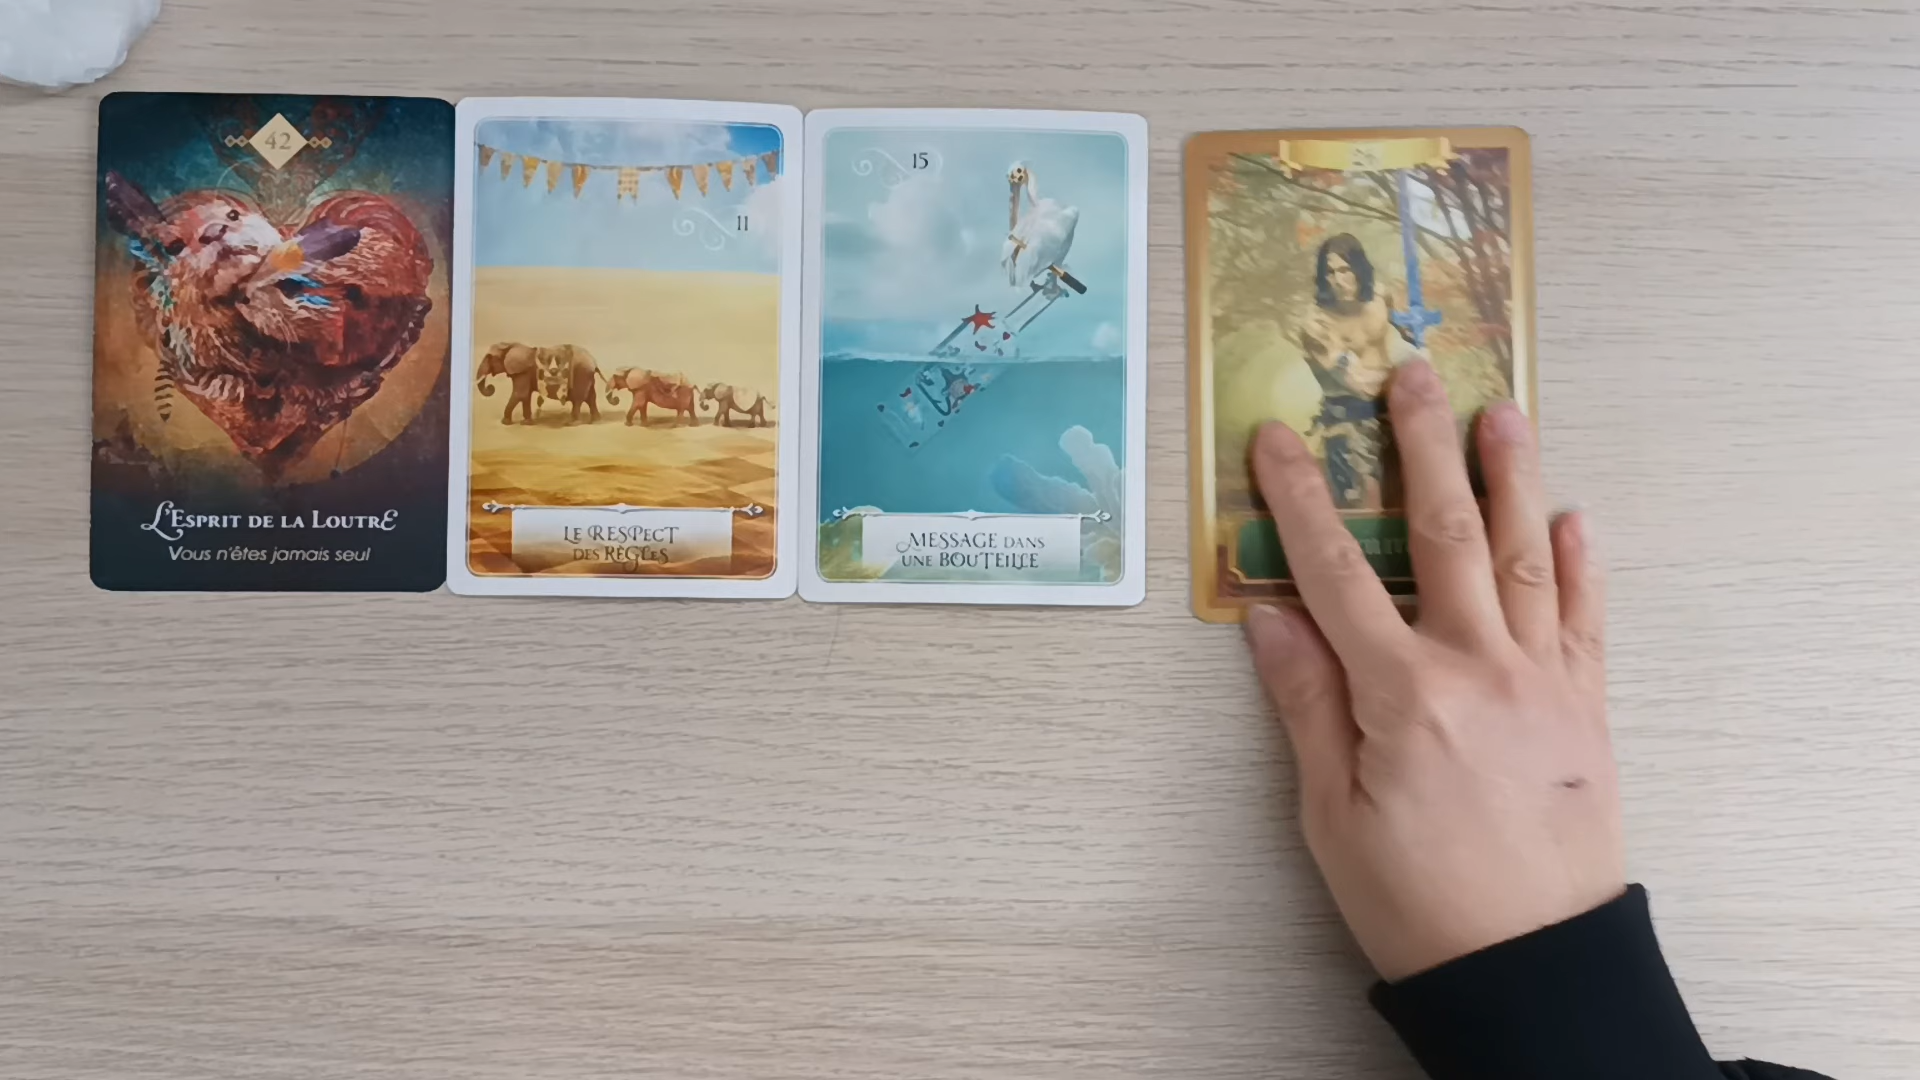 42
L'ESPRIT DE LA LOUTRE
Vous n'êtes jamais seul
11
LE RESPECT
DES RÈGLES
15
MESSAGE DANS
UNE BOUTEILLE